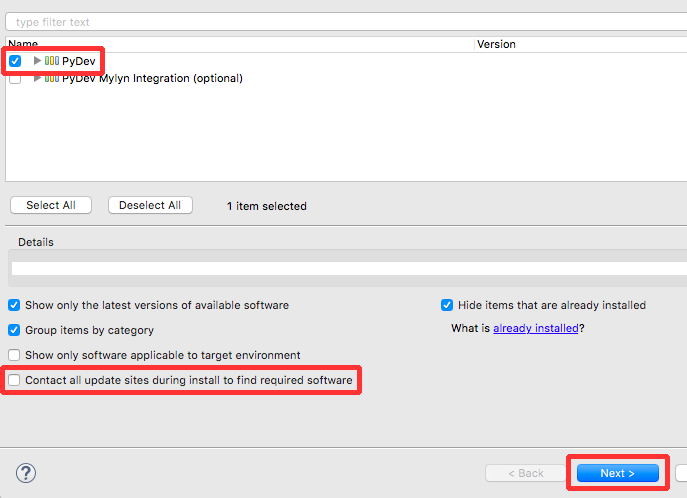 type filter text
Name Version
PyDev
PyDev Mylyn Integration (optional)
Select All Deselect All 1 item selected
Details
Show only the latest versions of available software Hide items that are already installed
Group items by category What is already installed?
Show only software applicable to target environment
Contact all update sites during install to find required software
? < Back Next >